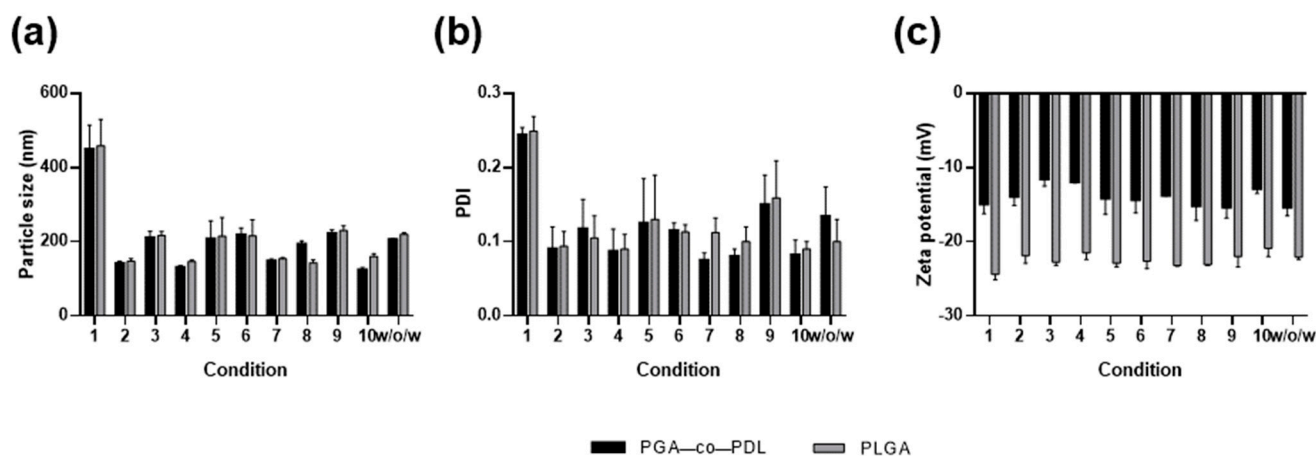 (a)
Particle size (nm)
600
400
200
0
1 2 3 4 5 6 7 8 9 10w/o/w
Condition
(b)
PDI
0.3
0.2
0.1
0.0
1 2 3 4 5 6 7 8 9 10w/o/w
Condition
(c)
Zeta potential (mV)
0
-10
-20
-30
1 2 3 4 5 6 7 8 9 10w/o/w
Condition
PGA—co—PDL
PLGA